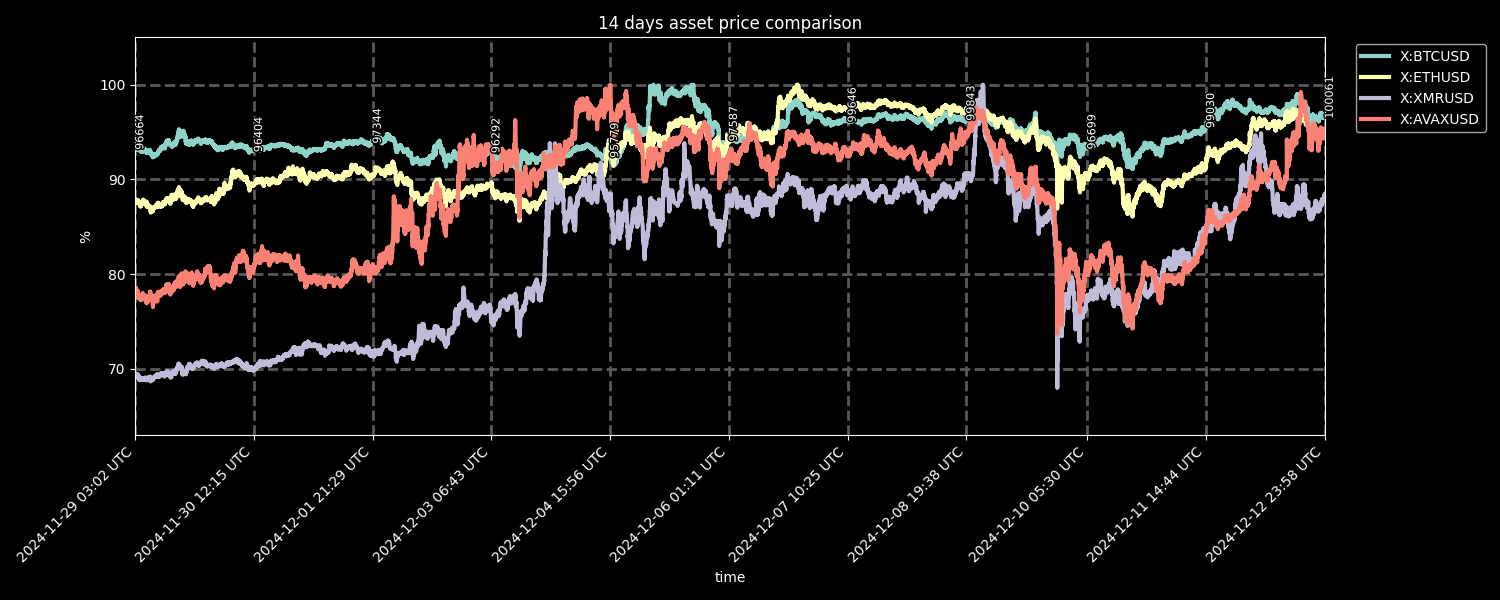 14 days asset price comparison
X:BTCUSD
X:ETHUSD
X:XMRUSD
X:AVAXUSD
100
90
80
70
%
96664
96404
97344
96292
97587
99646
99843
96699
99030
100061
2024-11-29 03:02 UTC
2024-11-30 12:15 UTC
2024-12-01 21:29 UTC
2024-12-03 06:43 UTC
2024-12-04 15:56 UTC
2024-12-06 01:11 UTC
2024-12-07 10:25 UTC
2024-12-08 19:38 UTC
2024-12-10 05:30 UTC
2024-12-11 14:44 UTC
2024-12-12 23:58 UTC
time